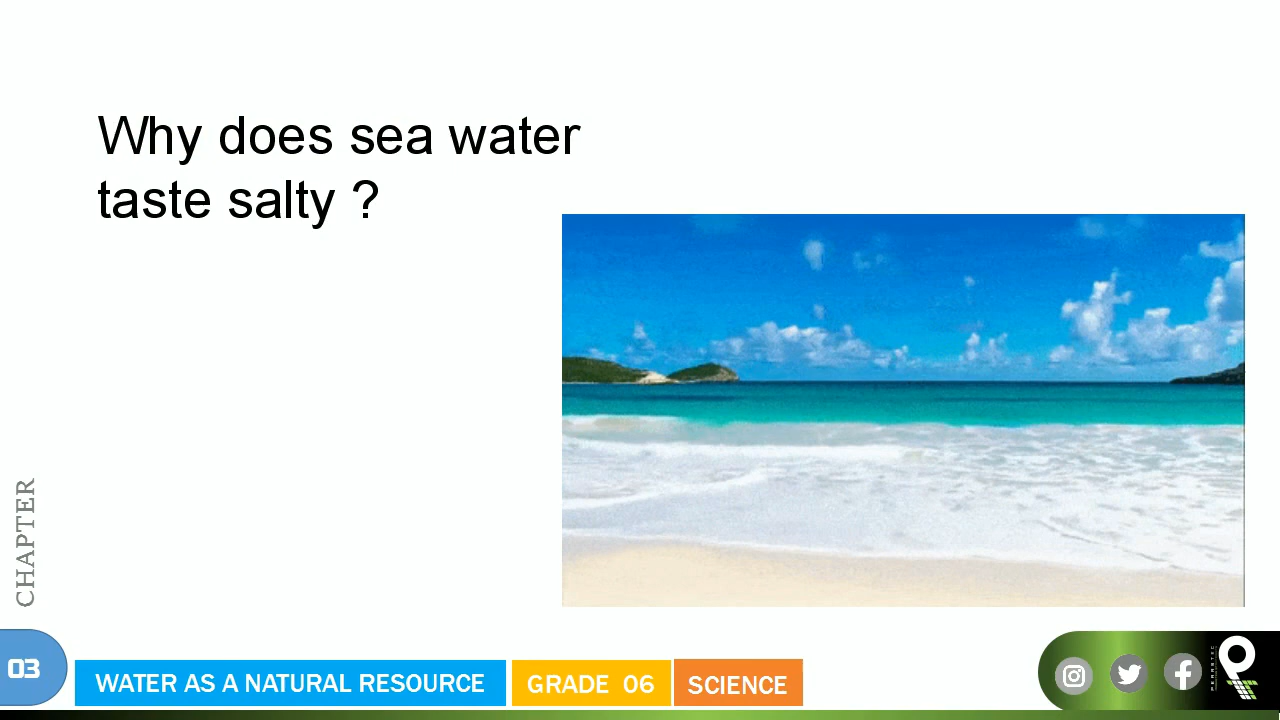 Why does sea water
taste salty ?
CHAPTER
03
WATER AS A NATURAL RESOURCE
GRADE 06
SCIENCE